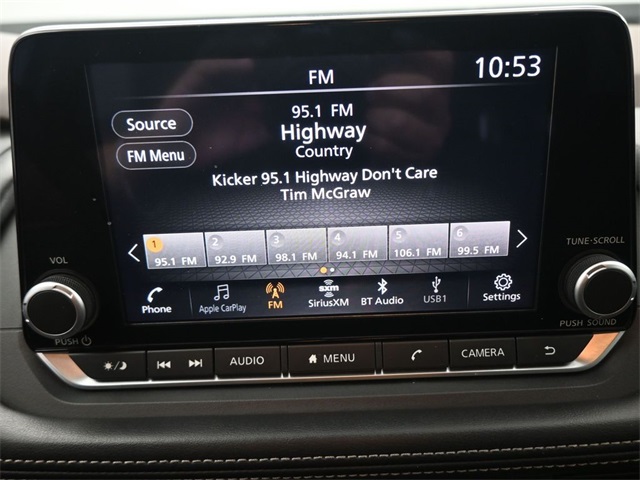 FM
10:53
Source
FM Menu
95.1 FM
Highway
Country
Kicker 95.1 Highway Don't Care
Tim McGraw
1 2 3 4 5 6
95.1 FM 92.9 FM 98.1 FM 94.1 FM 106.1 FM 99.5 FM
Phone Apple CarPlay FM SiriusXM BT Audio USB1 Settings
sxm
VOL
PUSH
TUNE·SCROLL
PUSH SOUND
AUDIO MENU CAMERA